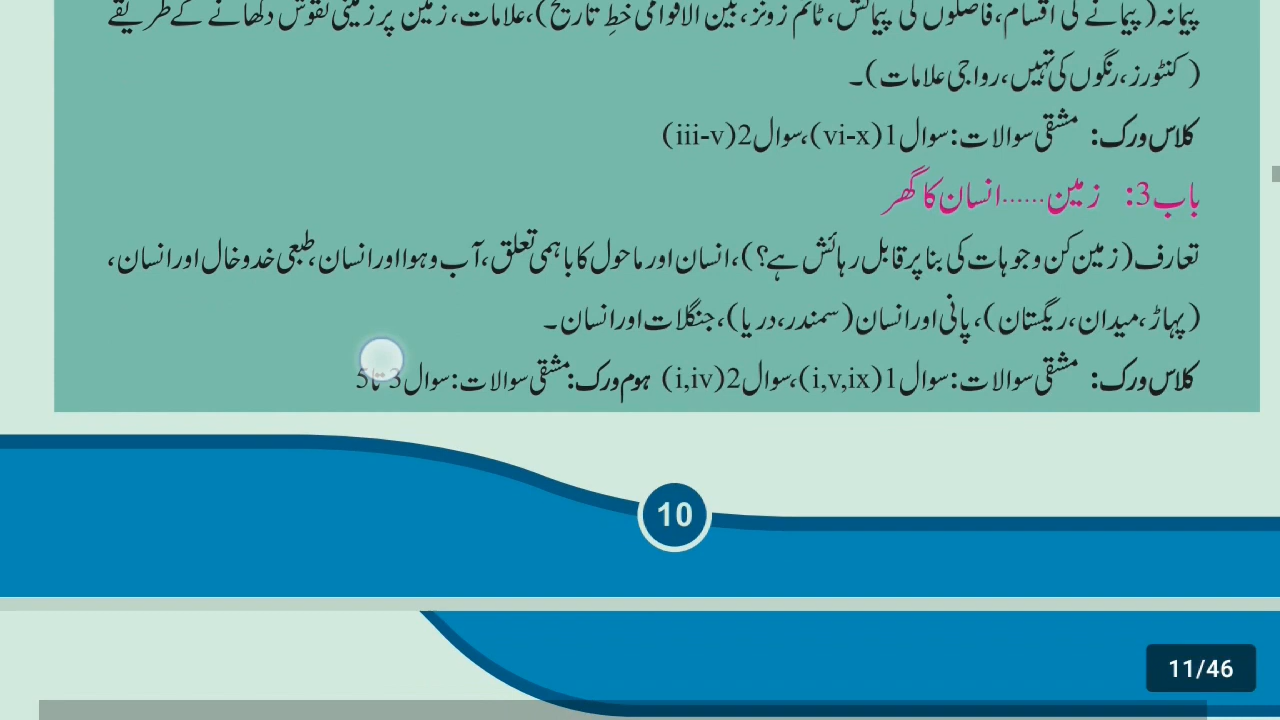 پیمانہ (پیمانے کی اقسام، فاصلوں کی پیمائش، ٹائم زونز، بین الاقوامی خطِ تاریخ)، علامات، زمین پر زمینی نقوش دکھانے کے طریقے
(کنٹورز، رنگوں کی تہیں، رواجی علامات)۔
کلاس ورک: مشقی سوالات: سوال 1(vi-x)، سوال 2(iii-v)
باب 3: زمین......انسان کا گھر
تعارف (زمین کن وجوہات کی بنا پر قابل رہائش ہے؟)، انسان اور ماحول کا باہمی تعلق، آب و ہوا اور انسان، طبعی خدوخال اور انسان،
(پہاڑ، میدان، ریگستان)، پانی اور انسان (سمندر، دریا)، جنگلات اور انسان۔
کلاس ورک: مشقی سوالات: سوال 1(i,v,ix)، سوال 2(i,iv) ہوم ورک: مشقی سوالات: سوال 3 تا 5
10
11/46